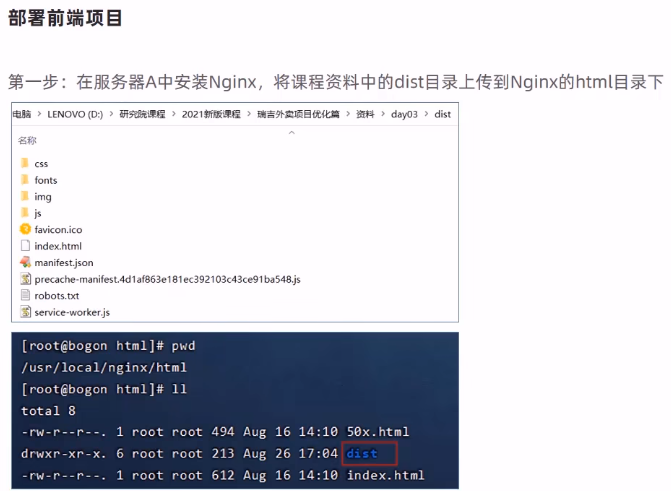 部署前端项目
第一步：在服务器A中安装Nginx，将课程资料中的dist目录上传到Nginx的html目录下
电脑 › LENOVO (D:) › 研究院课程 › 2021新版课程 › 瑞吉外卖项目优化篇 › 资料 › day03 › dist
名称
css
fonts
img
js
favicon.ico
index.html
manifest.json
precache-manifest.4d1af863e181ec392103c43ce91ba548.js
robots.txt
service-worker.js
[root@bogon html]# pwd
/usr/local/nginx/html
[root@bogon html]# ll
total 8
-rw-r--r--. 1 root root 494 Aug 16 14:10 50x.html
drwxr-xr-x. 6 root root 213 Aug 26 17:04 dist
-rw-r--r--. 1 root root 612 Aug 16 14:10 index.html